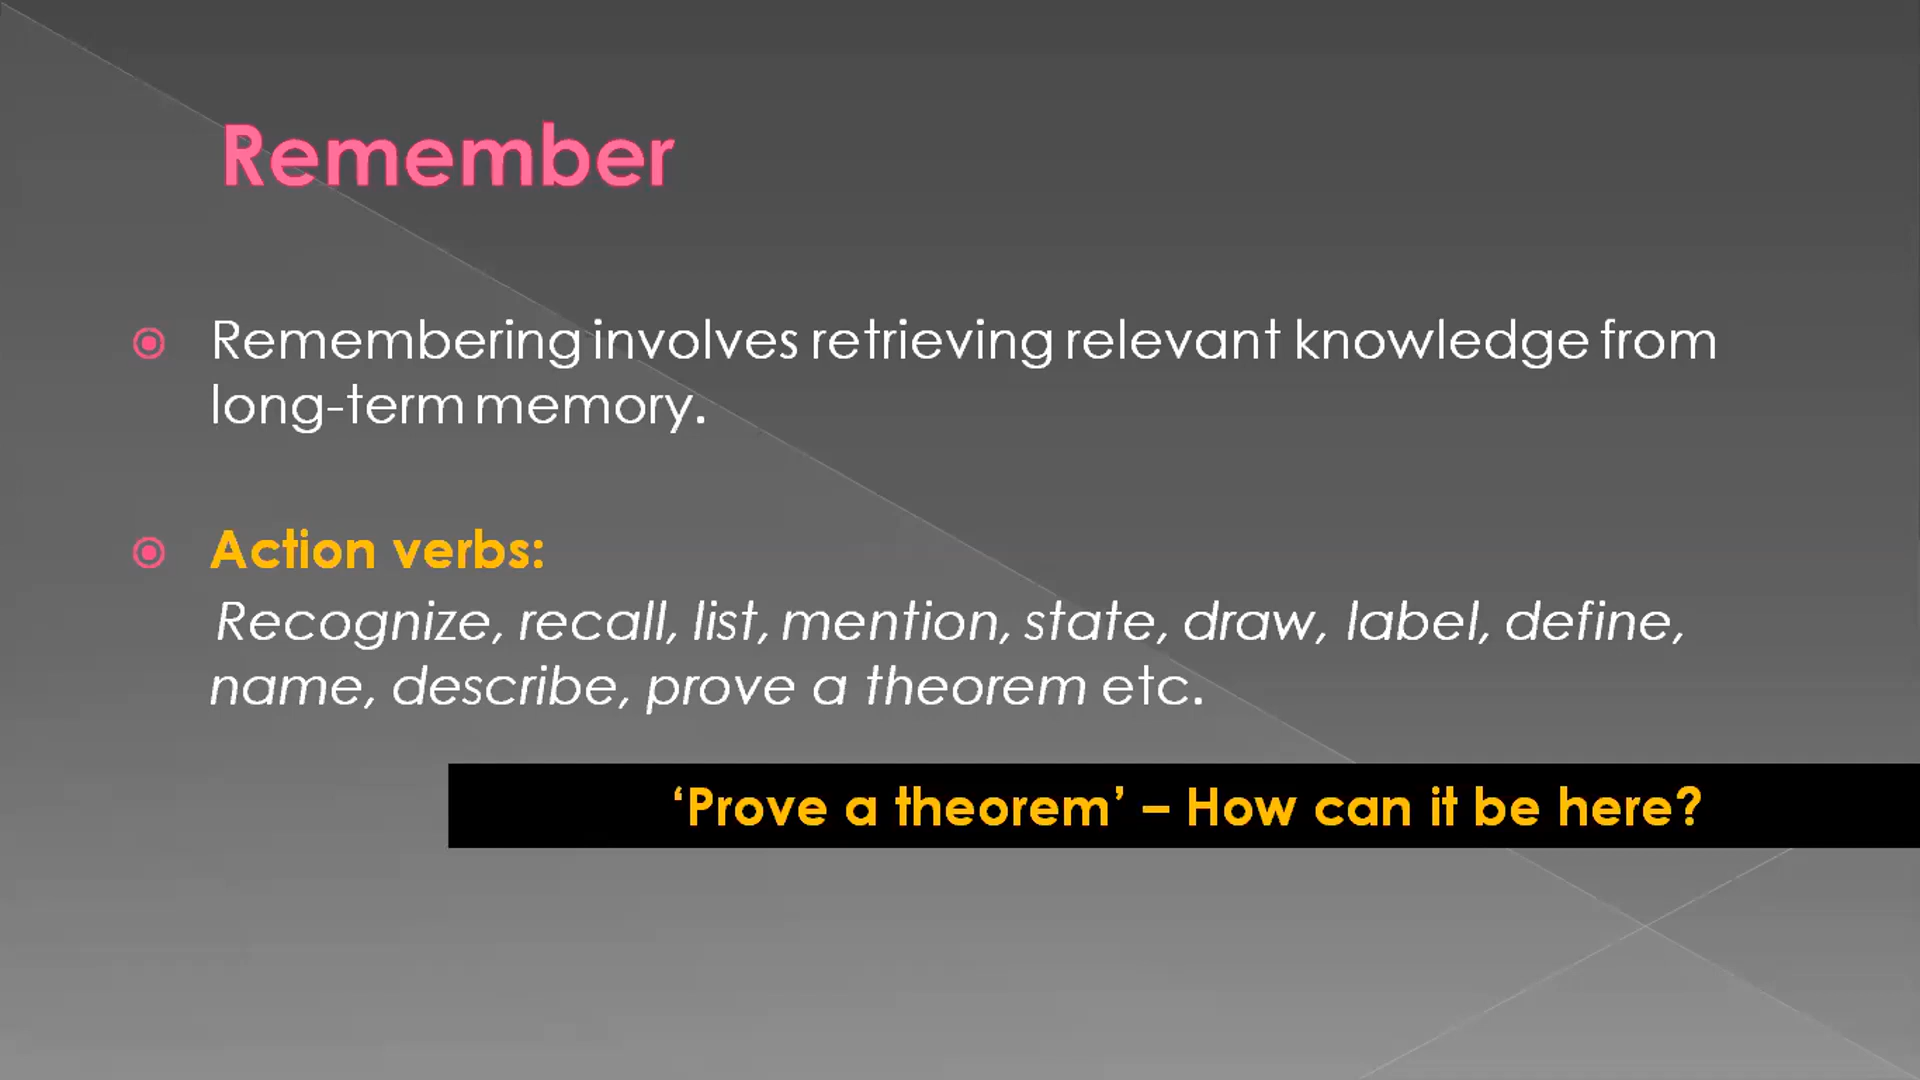 Remember
Remembering involves retrieving relevant knowledge from
long-term memory.
Action verbs:
Recognize, recall, list, mention, state, draw, label, define,
name, describe, prove a theorem etc.
‘Prove a theorem’ – How can it be here?